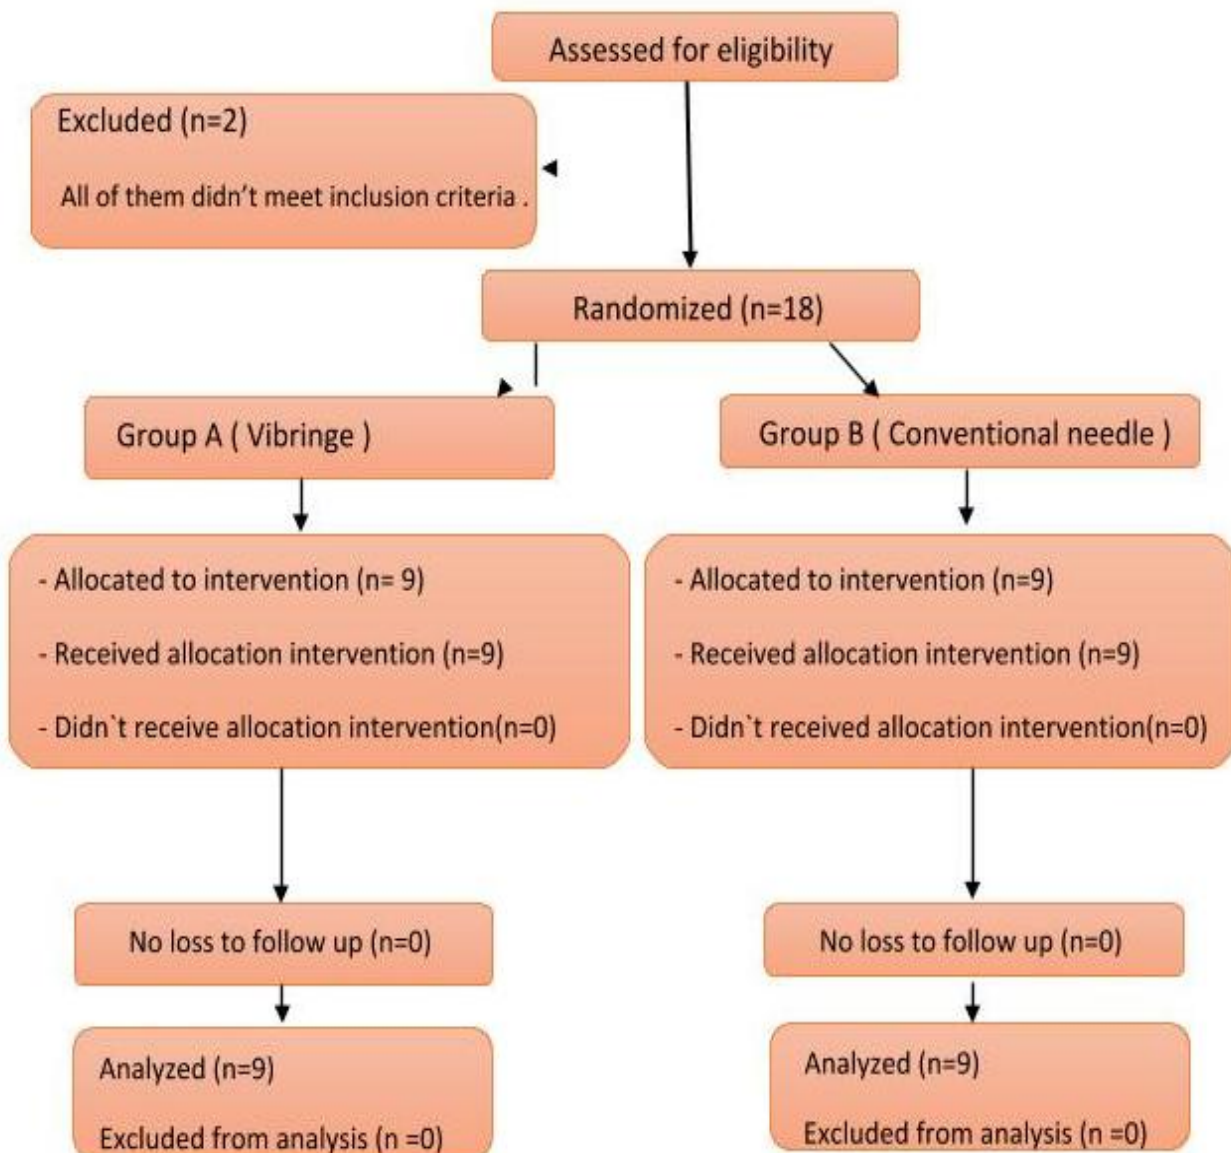 Assessed for eligibility
Excluded (n=2)
All of them didn’t meet inclusion criteria .
Randomized (n=18)
Group A ( Vibringe )
Group B ( Conventional needle )
- Allocated to intervention (n= 9)
- Received allocation intervention (n=9)
- Didn`t receive allocation intervention(n=0)
- Allocated to intervention (n=9)
- Received allocation intervention (n=9)
- Didn`t received allocation intervention(n=0)
No loss to follow up (n=0)
No loss to follow up (n=0)
Analyzed (n=9)
Excluded from analysis (n =0)
Analyzed (n=9)
Excluded from analysis (n =0)